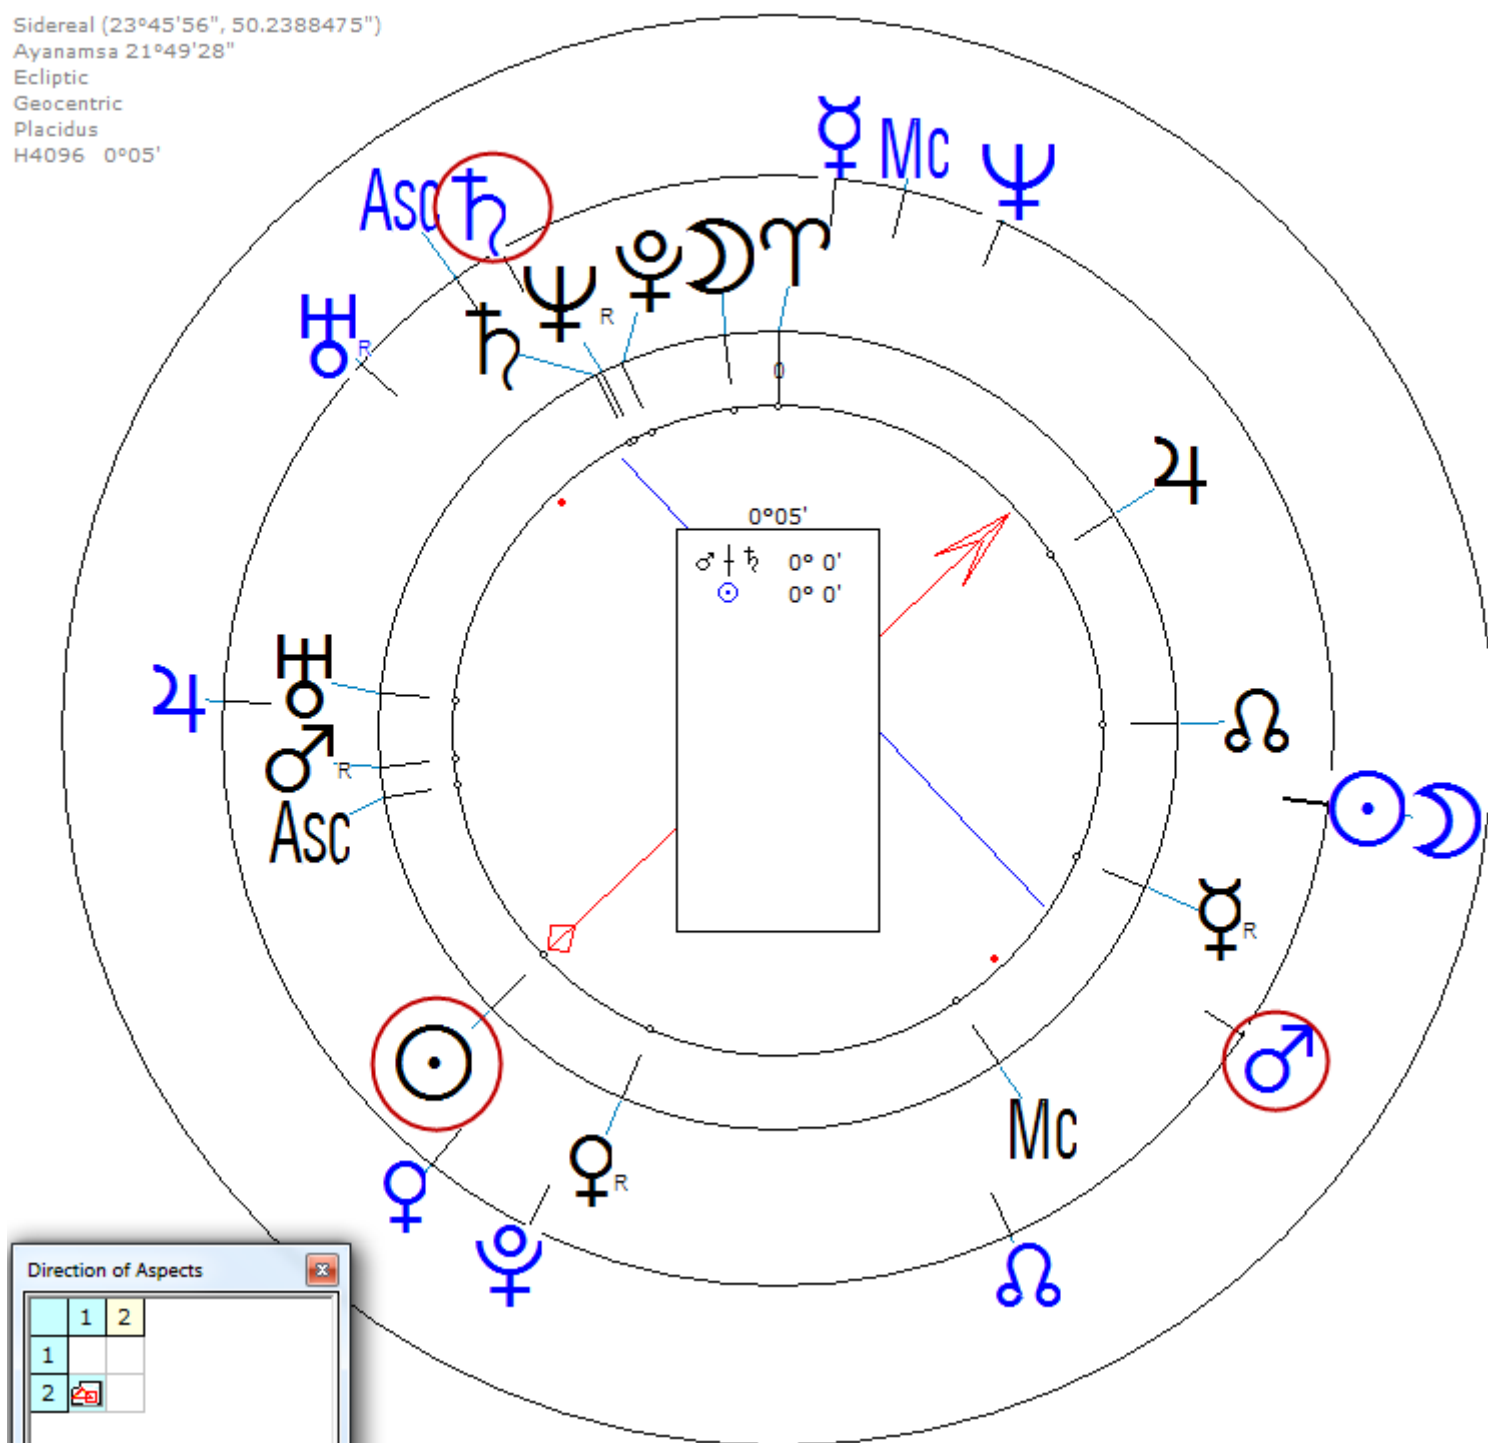 Sidereal (23°45'56", 50.2388475")
Ayanamsa 21°49'28"
Ecliptic
Geocentric
Placidus
H4096 0°05'
Mc
Asc
R
R
0
0°05'
♂┼♄ 0° 0'
☉ 0° 0'
R
Asc
R
Mc
R
Direction of Aspects
x
1 2
1
2